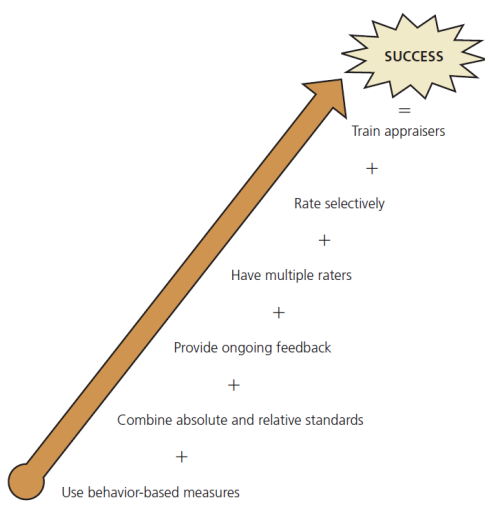 SUCCESS
=
Train appraisers
+
Rate selectively
+
Have multiple raters
+
Provide ongoing feedback
+
Combine absolute and relative standards
+
Use behavior-based measures